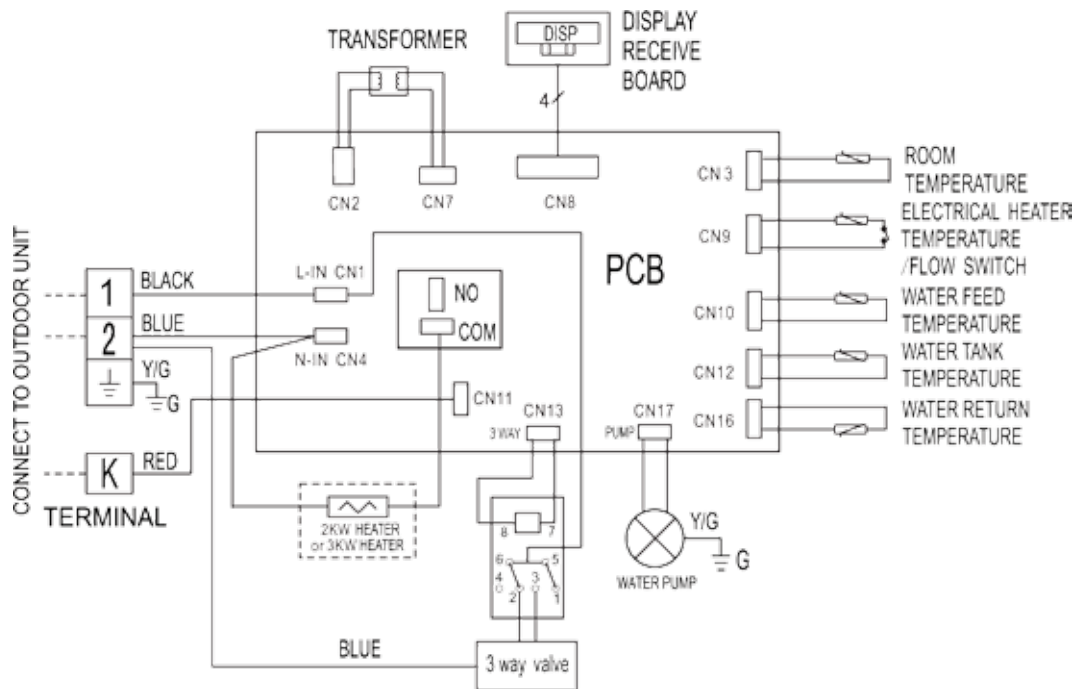 TRANSFORMER
DISP
DISPLAY
RECEIVE
BOARD
4
CN2
CN7
CN8
CN3
ROOM
TEMPERATURE
CN9
ELECTRICAL HEATER
TEMPERATURE
/FLOW SWITCH
PCB
CN10
WATER FEED
TEMPERATURE
CN12
WATER TANK
TEMPERATURE
CN16
WATER RETURN
TEMPERATURE
CONNECT TO OUTDOOR UNIT
1
BLACK
L-IN CN1
2
BLUE
N-IN CN4
Y/G
G
NO
COM
CN11
K
RED
TERMINAL
CN13
3 WAY
CN17
PUMP
2KW HEATER
or 3KW HEATER
8
7
6
5
4
3
2
1
Y/G
G
WATER PUMP
BLUE
3 way valve